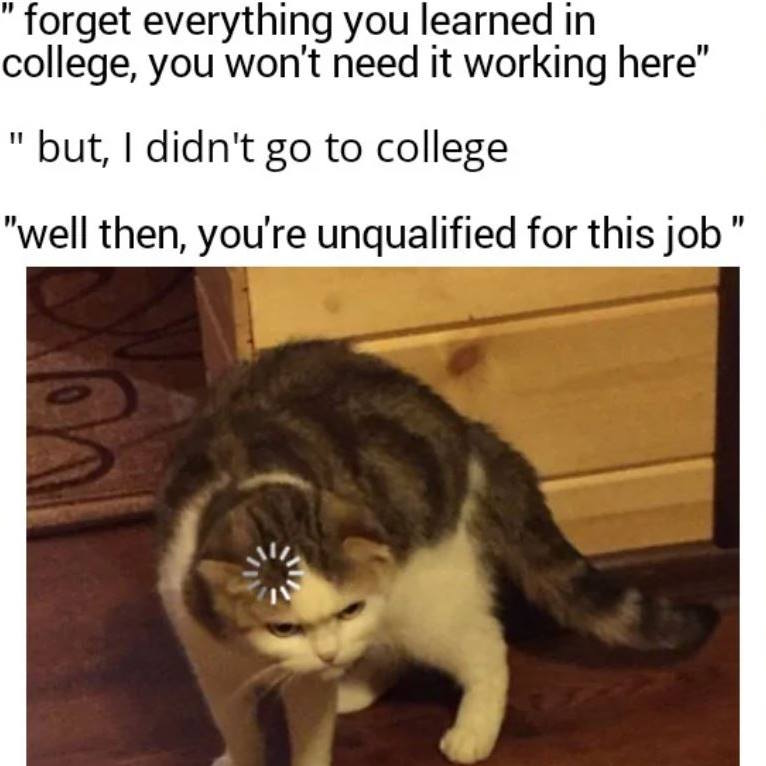 " forget everything you learned in
college, you won't need it working here"
" but, I didn't go to college
"well then, you're unqualified for this job "